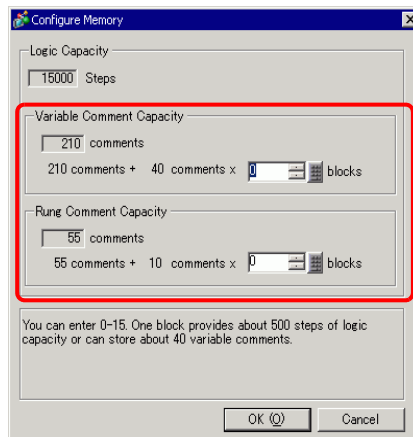 Configure Memory
Logic Capacity
15000 Steps
Variable Comment Capacity
210 comments
210 comments + 40 comments x 0 blocks
Rung Comment Capacity
55 comments
55 comments + 10 comments x 0 blocks
You can enter 0-15. One block provides about 500 steps of logic
capacity or can store about 40 variable comments.
OK (O) Cancel